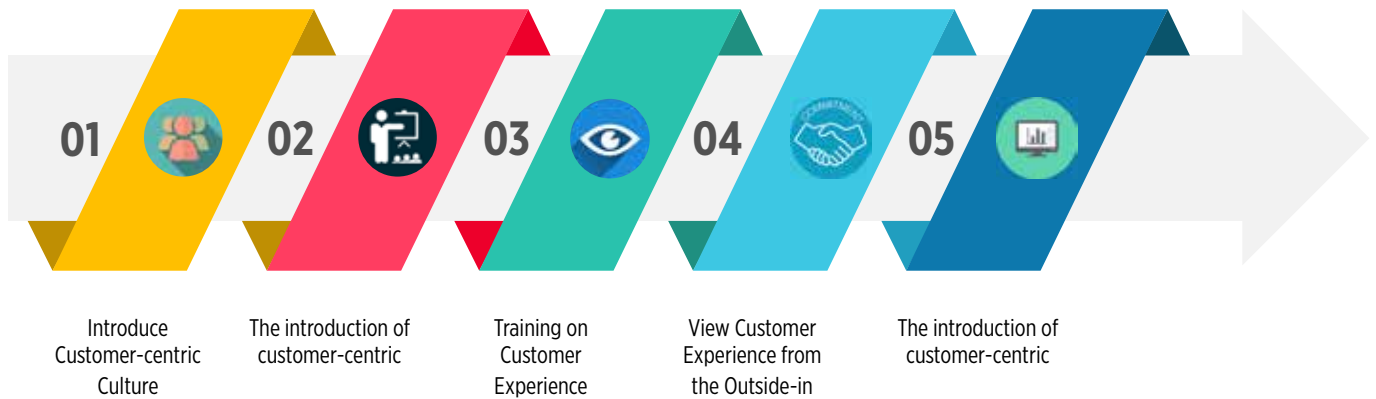 01
02
03
04
05
COMMITMENT
Introduce
Customer-centric
Culture
The introduction of
customer-centric
Training on
Customer
Experience
View Customer
Experience from
the Outside-in
The introduction of
customer-centric